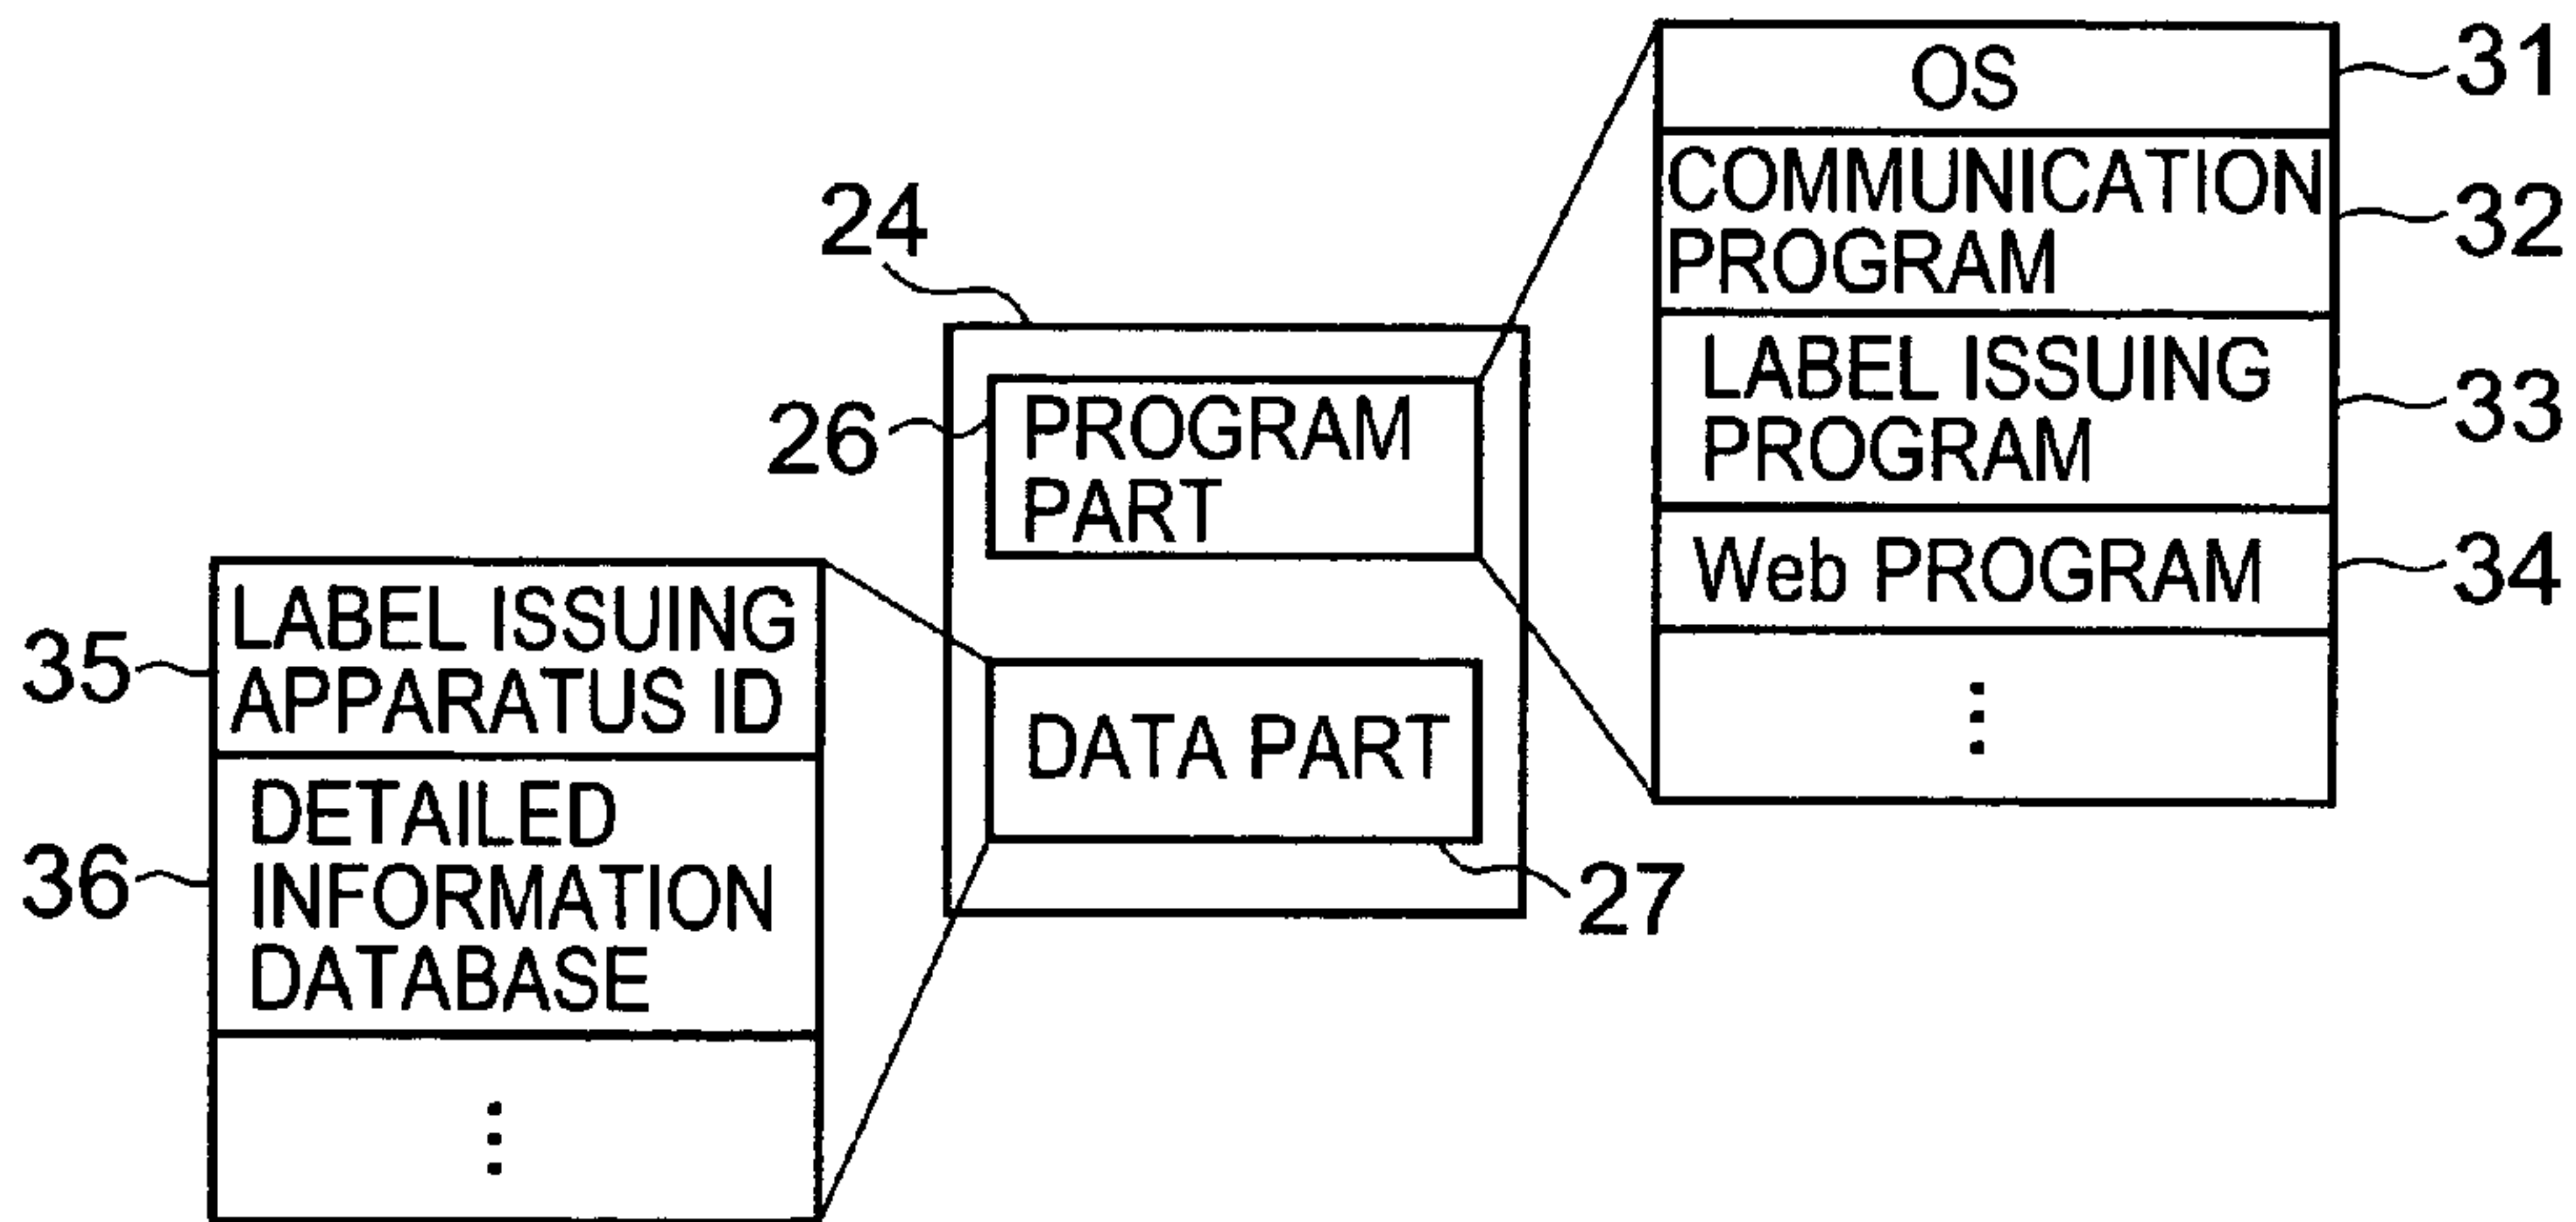 24
26
PROGRAM
PART
DATA PART
27
OS
31
COMMUNICATION
PROGRAM
32
LABEL ISSUING
PROGRAM
33
Web PROGRAM
34
⋮
35
LABEL ISSUING
APPARATUS ID
36
DETAILED
INFORMATION
DATABASE
⋮